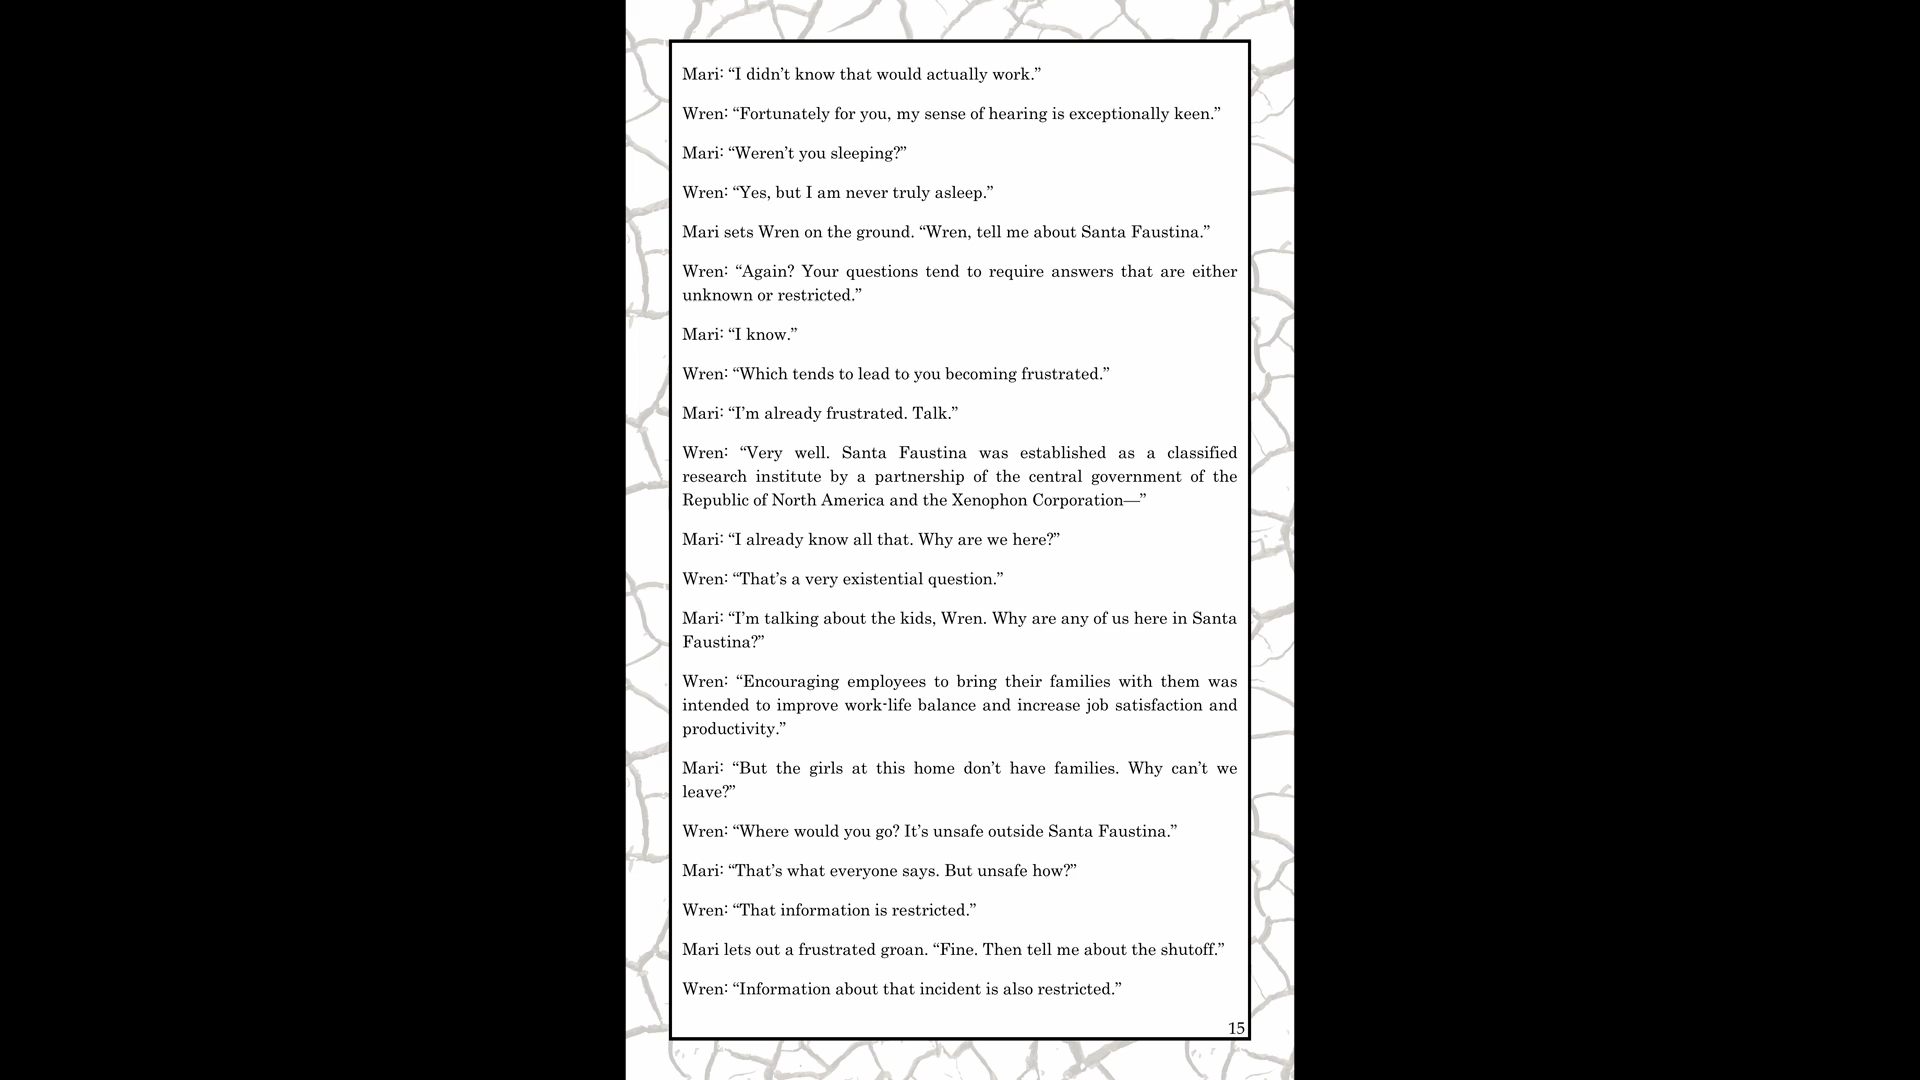 Mari: “I didn’t know that would actually work.”
Wren: “Fortunately for you, my sense of hearing is exceptionally keen.”
Mari: “Weren’t you sleeping?”
Wren: “Yes, but I am never truly asleep.”
Mari sets Wren on the ground. “Wren, tell me about Santa Faustina.”
Wren: “Again? Your questions tend to require answers that are either
unknown or restricted.”
Mari: “I know.”
Wren: “Which tends to lead to you becoming frustrated.”
Mari: “I’m already frustrated. Talk.”
Wren: “Very well. Santa Faustina was established as a classified
research institute by a partnership of the central government of the
Republic of North America and the Xenophon Corporation—”
Mari: “I already know all that. Why are we here?”
Wren: “That’s a very existential question.”
Mari: “I’m talking about the kids, Wren. Why are any of us here in Santa
Faustina?”
Wren: “Encouraging employees to bring their families with them was
intended to improve work-life balance and increase job satisfaction and
productivity.”
Mari: “But the girls at this home don’t have families. Why can’t we
leave?”
Wren: “Where would you go? It’s unsafe outside Santa Faustina.”
Mari: “That’s what everyone says. But unsafe how?”
Wren: “That information is restricted.”
Mari lets out a frustrated groan. “Fine. Then tell me about the shutoff.”
Wren: “Information about that incident is also restricted.”
15